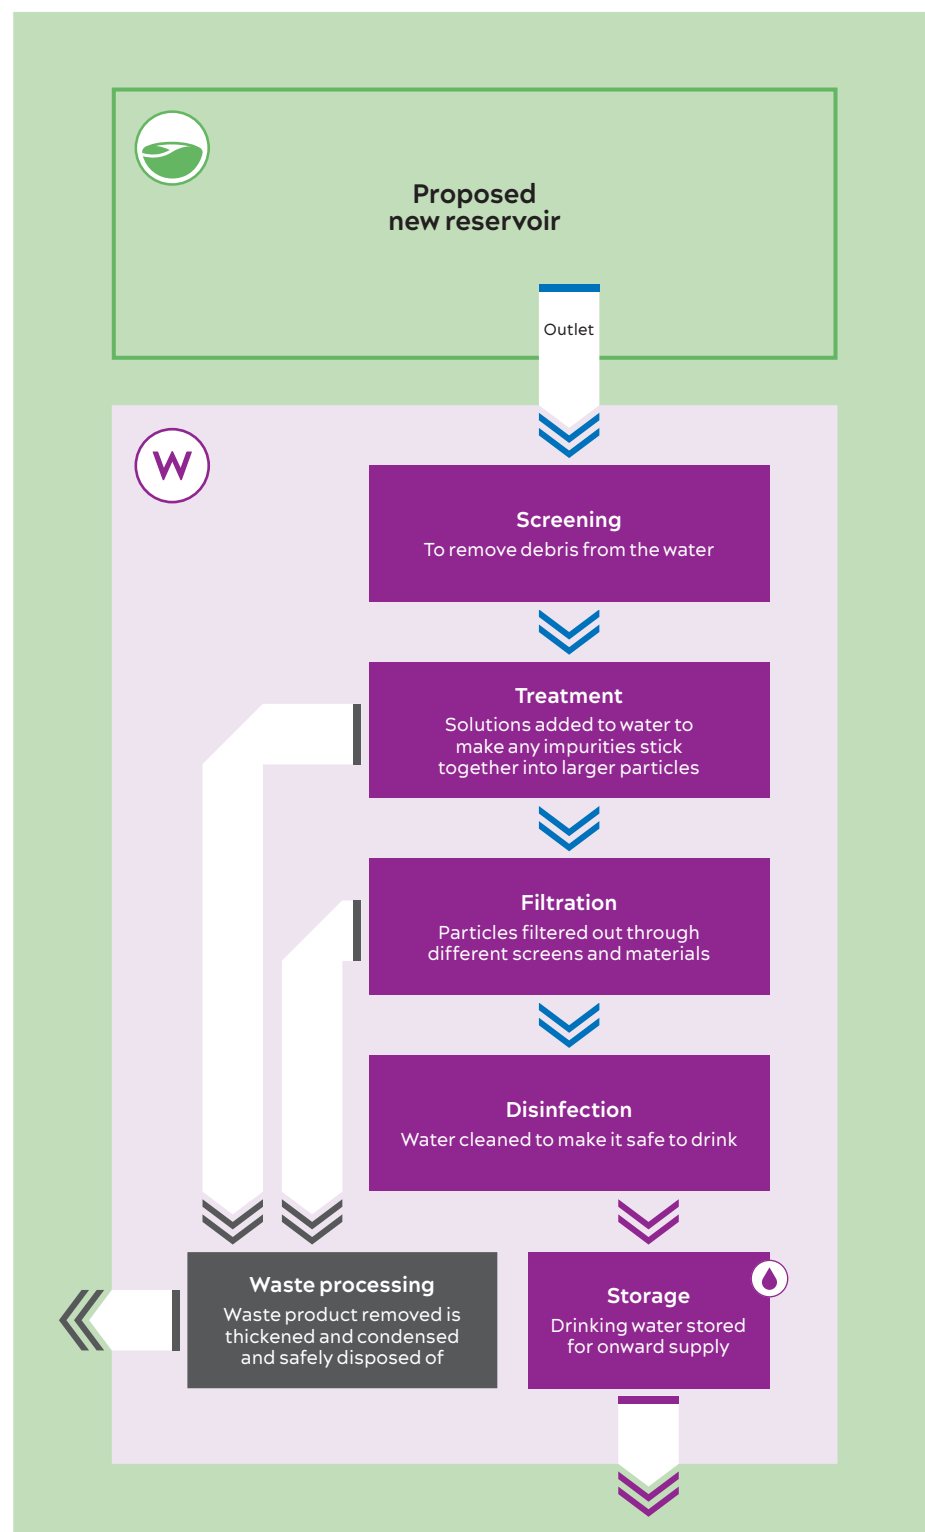 Proposed
new reservoir
Outlet
W
Screening
To remove debris from the water
Treatment
Solutions added to water to
make any impurities stick
together into larger particles
Filtration
Particles filtered out through
different screens and materials
Disinfection
Water cleaned to make it safe to drink
Waste processing
Waste product removed is
thickened and condensed
and safely disposed of
Storage
Drinking water stored
for onward supply